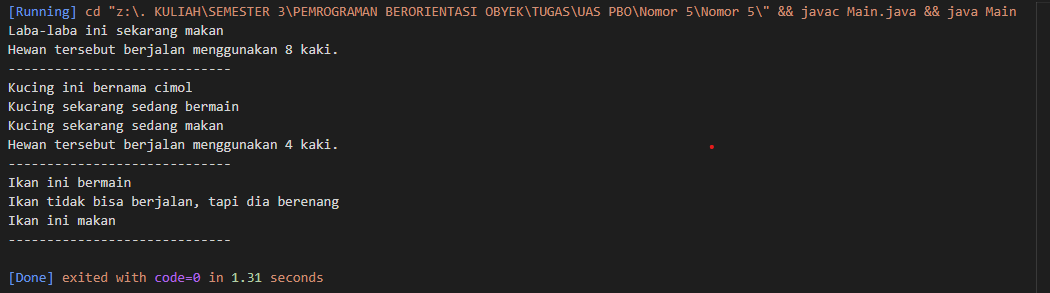 [Running] cd "z:\. KULIAH\SEMESTER 3\PEMROGRAMAN BERORIENTASI OBYEK\TUGAS\UAS PBO\Nomor 5\Nomor 5\" && javac Main.java && java Main
Laba-laba ini sekarang makan
Hewan tersebut berjalan menggunakan 8 kaki.
-----------------------------
Kucing ini bernama cimol
Kucing sekarang sedang bermain
Kucing sekarang sedang makan
Hewan tersebut berjalan menggunakan 4 kaki.
-----------------------------
Ikan ini bermain
Ikan tidak bisa berjalan, tapi dia berenang
Ikan ini makan
-----------------------------
[Done] exited with code=0 in 1.31 seconds